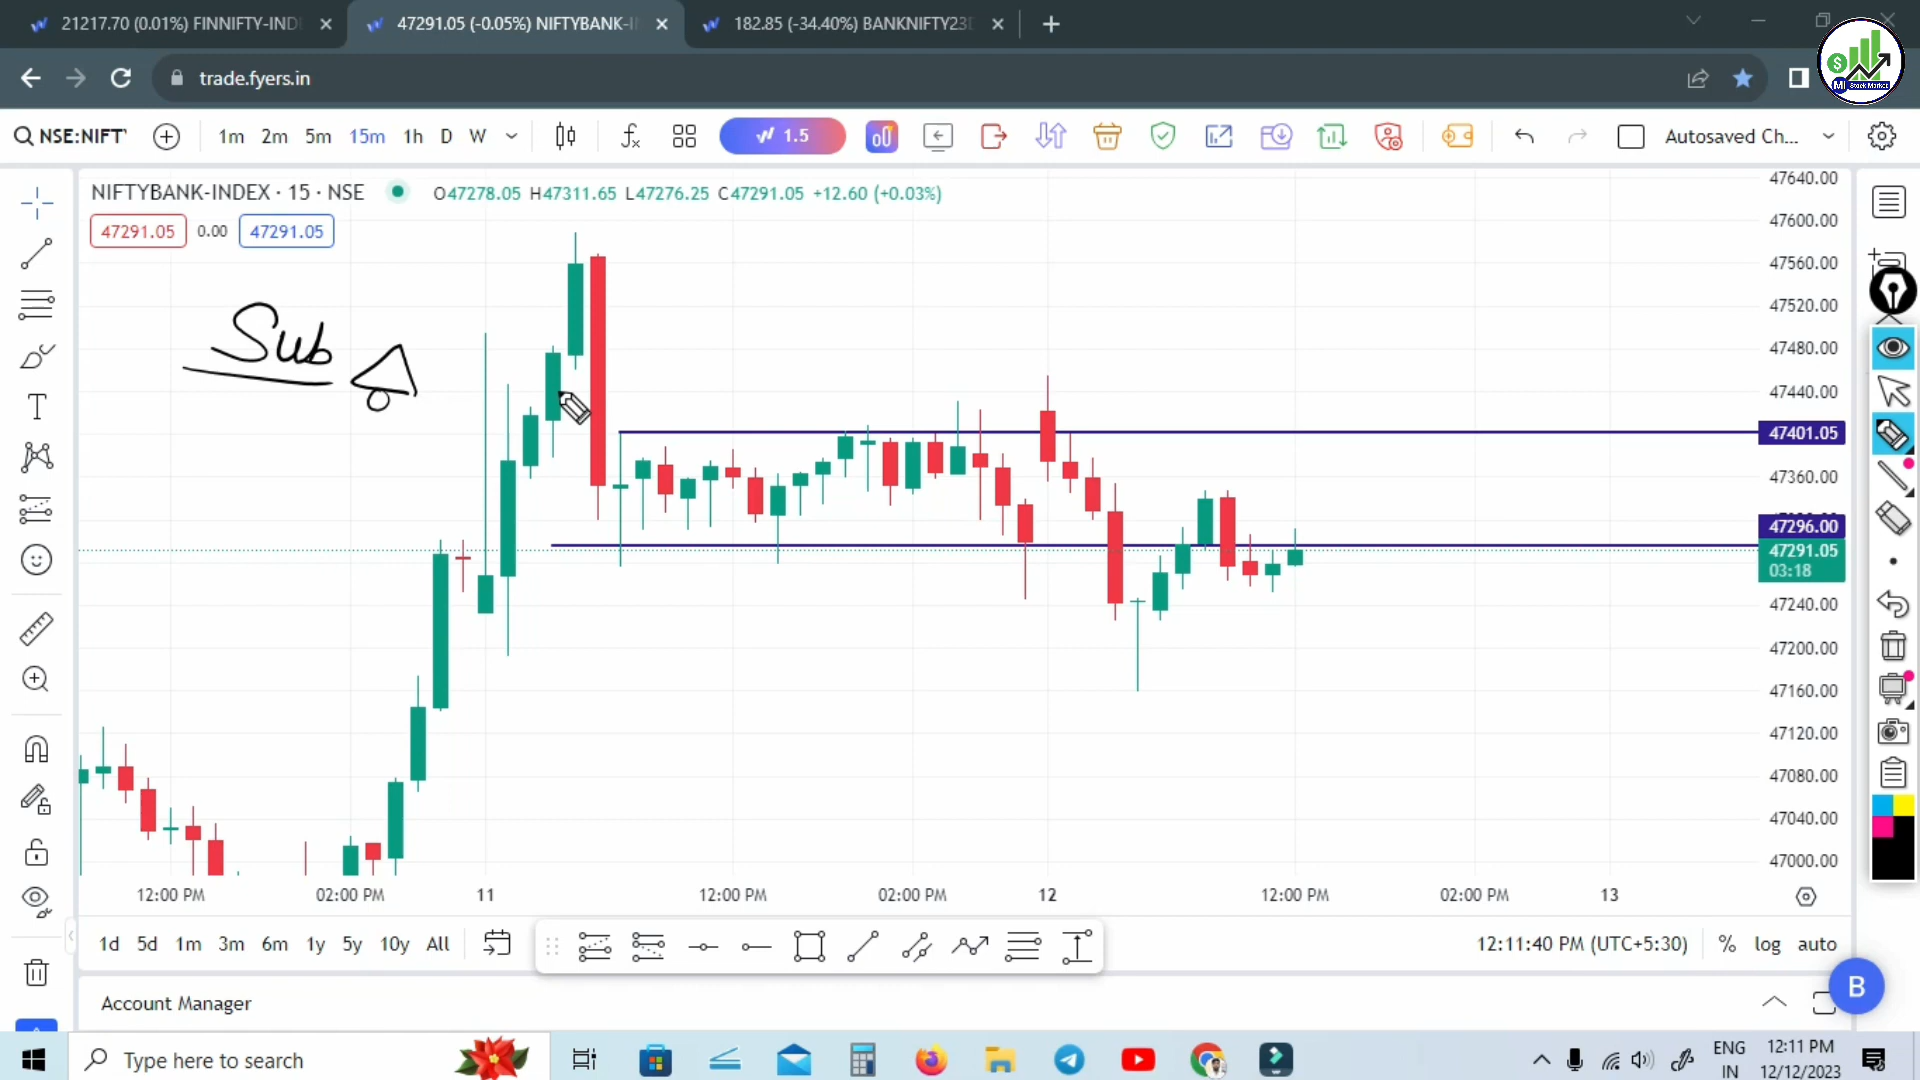 21217.70 (0.01%) FINNIFTY-INDE
47291.05 (-0.05%) NIFTYBANK-I
182.85 (-34.40%) BANKNIFTY23D
trade.fyers.in
$
M Stock Market
NSE:NIFTY
1m 2m 5m 15m 1h D W
1.5
Autosaved Ch...
NIFTYBANK-INDEX · 15 · NSE
O47278.05 H47311.65 L47276.25 C47291.05 +12.60 (+0.03%)
47291.05 0.00 47291.05
Sub
47640.00
47600.00
47560.00
47520.00
47480.00
47440.00
47401.05
47360.00
47296.00
47291.05
03:18
47240.00
47200.00
47160.00
47120.00
47080.00
47040.00
47000.00
12:00 PM 02:00 PM 11 12:00 PM 02:00 PM 12 12:00 PM 02:00 PM 13
1d 5d 1m 3m 6m 1y 5y 10y All
12:11:40 PM (UTC+5:30) % log auto
Account Manager
B
Type here to search
ENG
IN
12:11 PM
12/12/2023